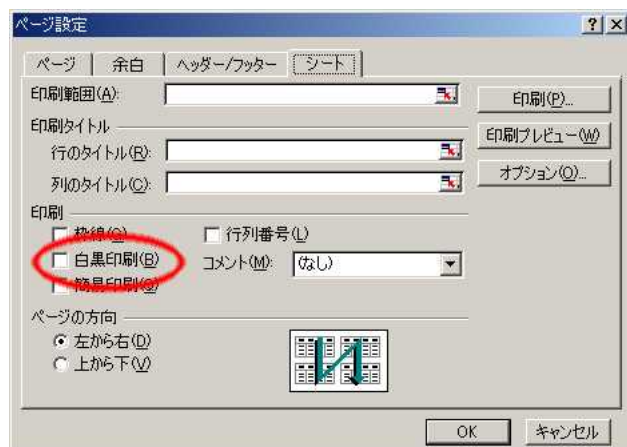 ページ設定
ページ 余白 ヘッダー/フッター シート
印刷範囲(A):
印刷(P)...
印刷タイトル
印刷プレビュー(W)
行のタイトル(R):
オプション(O)...
列のタイトル(C):
印刷
枠線(G) 行列番号(L)
白黒印刷(B) コメント(M): (なし)
簡易印刷(Q)
ページの方向
左から右(D)
上から下(V)
OK キャンセル